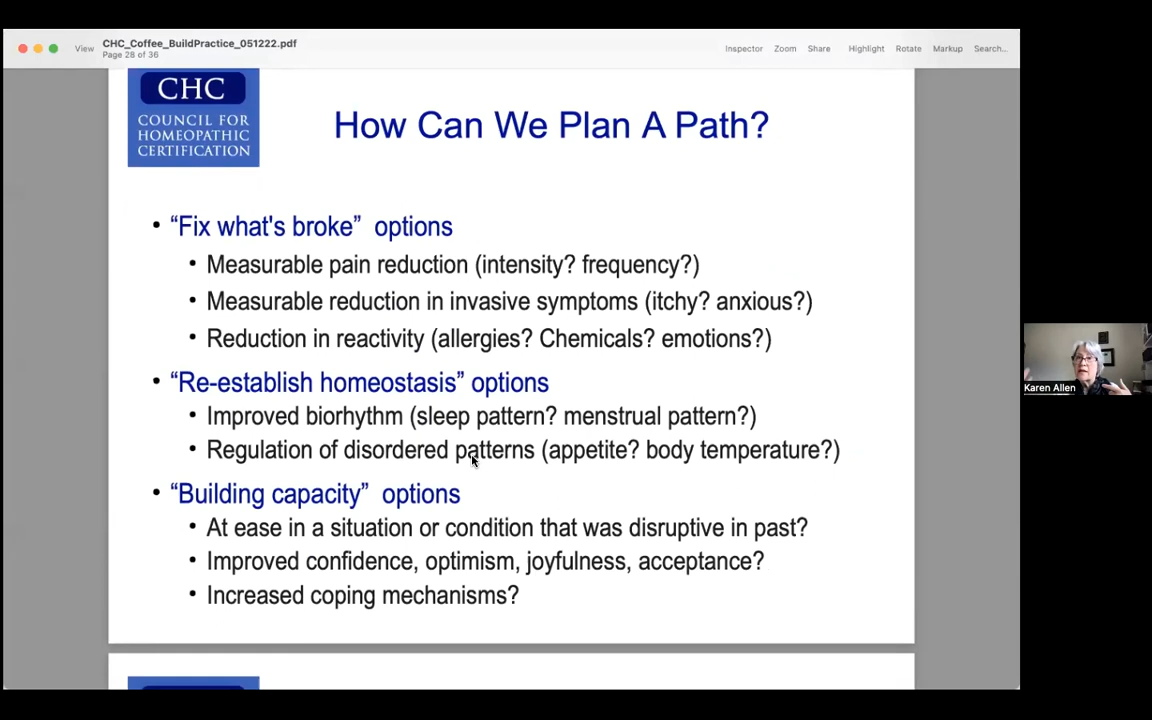 View
CHC_Coffee_BuildPractice_051222.pdf
Page 28 of 36
Inspector Zoom Share Highlight Rotate Markup Search...
CHC
COUNCIL FOR
HOMEOPATHIC
CERTIFICATION
How Can We Plan A Path?
• “Fix what's broke” options
• Measurable pain reduction (intensity? frequency?)
• Measurable reduction in invasive symptoms (itchy? anxious?)
• Reduction in reactivity (allergies? Chemicals? emotions?)
• “Re-establish homeostasis” options
• Improved biorhythm (sleep pattern? menstrual pattern?)
• Regulation of disordered patterns (appetite? body temperature?)
• “Building capacity” options
• At ease in a situation or condition that was disruptive in past?
• Improved confidence, optimism, joyfulness, acceptance?
• Increased coping mechanisms?
Karen Allen